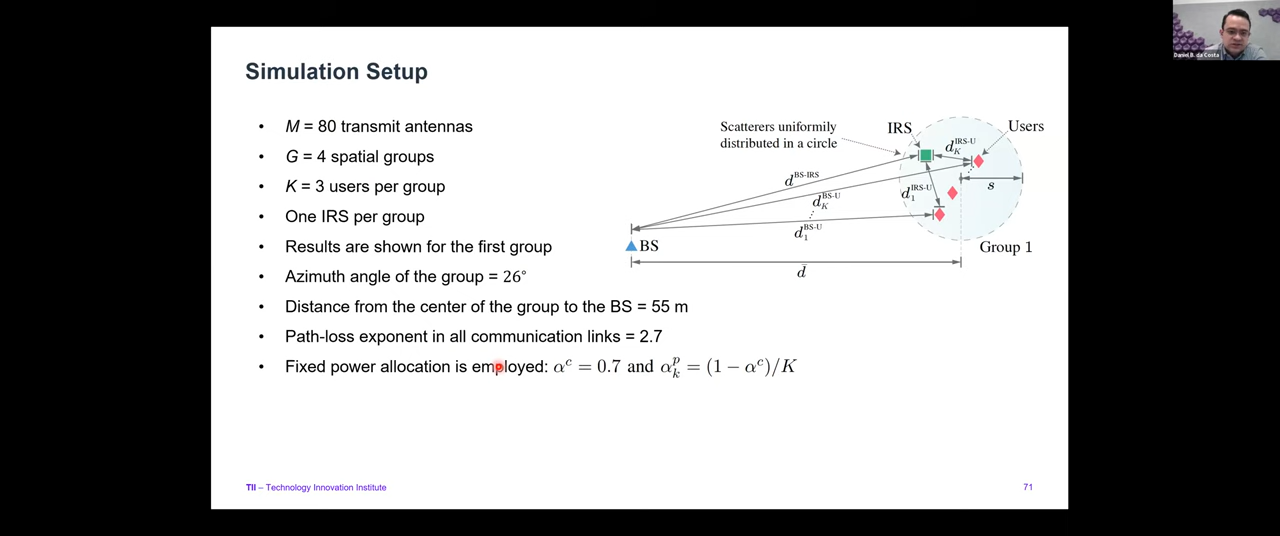 Simulation Setup
• M = 80 transmit antennas
• G = 4 spatial groups
• K = 3 users per group
• One IRS per group
• Results are shown for the first group
• Azimuth angle of the group = 26°
• Distance from the center of the group to the BS = 55 m
• Path-loss exponent in all communication links = 2.7
• Fixed power allocation is employed: α^c = 0.7 and α_k^p = (1 − α^c)/K
Scatterers uniformily
distributed in a circle
IRS
Users
d_K^IRS-U
d^BS-IRS
d_1^IRS-U
s
d_K^BS-U
d_1^BS-U
BS
Group 1
d̄
TII – Technology Innovation Institute
71
Daniel B. da Costa